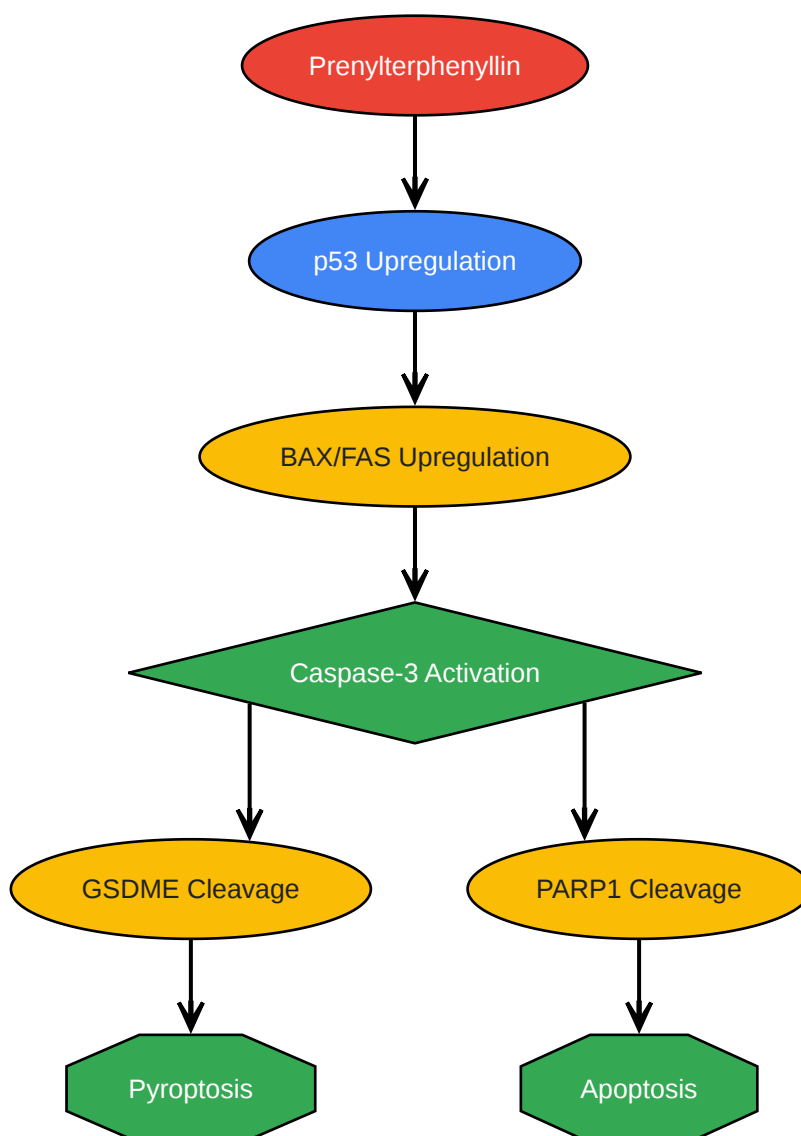 Prenylterphenyllin
p53 Upregulation
BAX/FAS Upregulation
Caspase-3 Activation
GSDME Cleavage
PARP1 Cleavage
Pyroptosis
Apoptosis